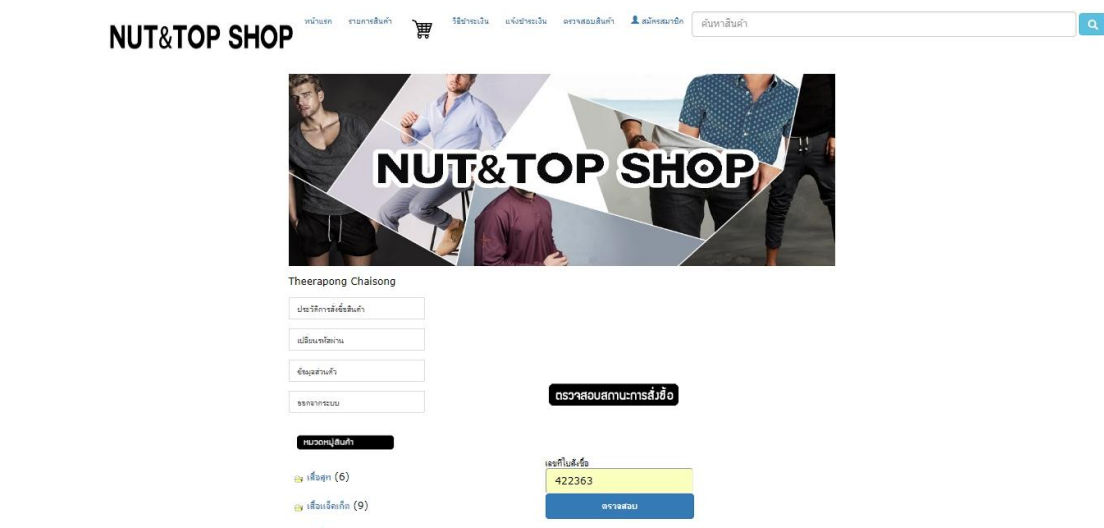 NUT&TOP SHOP
หน้าแรก รายการสินค้า วิธีชำระเงิน แจ้งชำระเงิน ตรวจสอบสินค้า สมัครสมาชิก ค้นหาสินค้า
NUT&TOP SHOP
Theerapong Chaisong
ประวัติการสั่งซื้อสินค้า
เปลี่ยนรหัสผ่าน
ข้อมูลส่วนตัว
ออกจากระบบ
ตรวจสอบสถานะการสั่งซื้อ
หมวดหมู่สินค้า
เลขที่ใบสั่งซื้อ
เสื้อสูท (6)
422363
เสื้อแจ็คเก็ต (9)
ตรวจสอบ